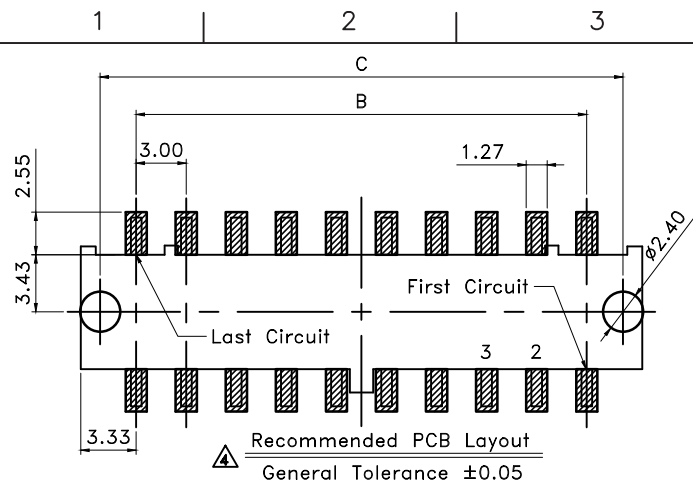 1 2 3
C
B
3.00 1.27
2.55
ø2.40
3.43
First Circuit
Last Circuit
3 2
3.33
4 Recommended PCB Layout
General Tolerance ±0.05